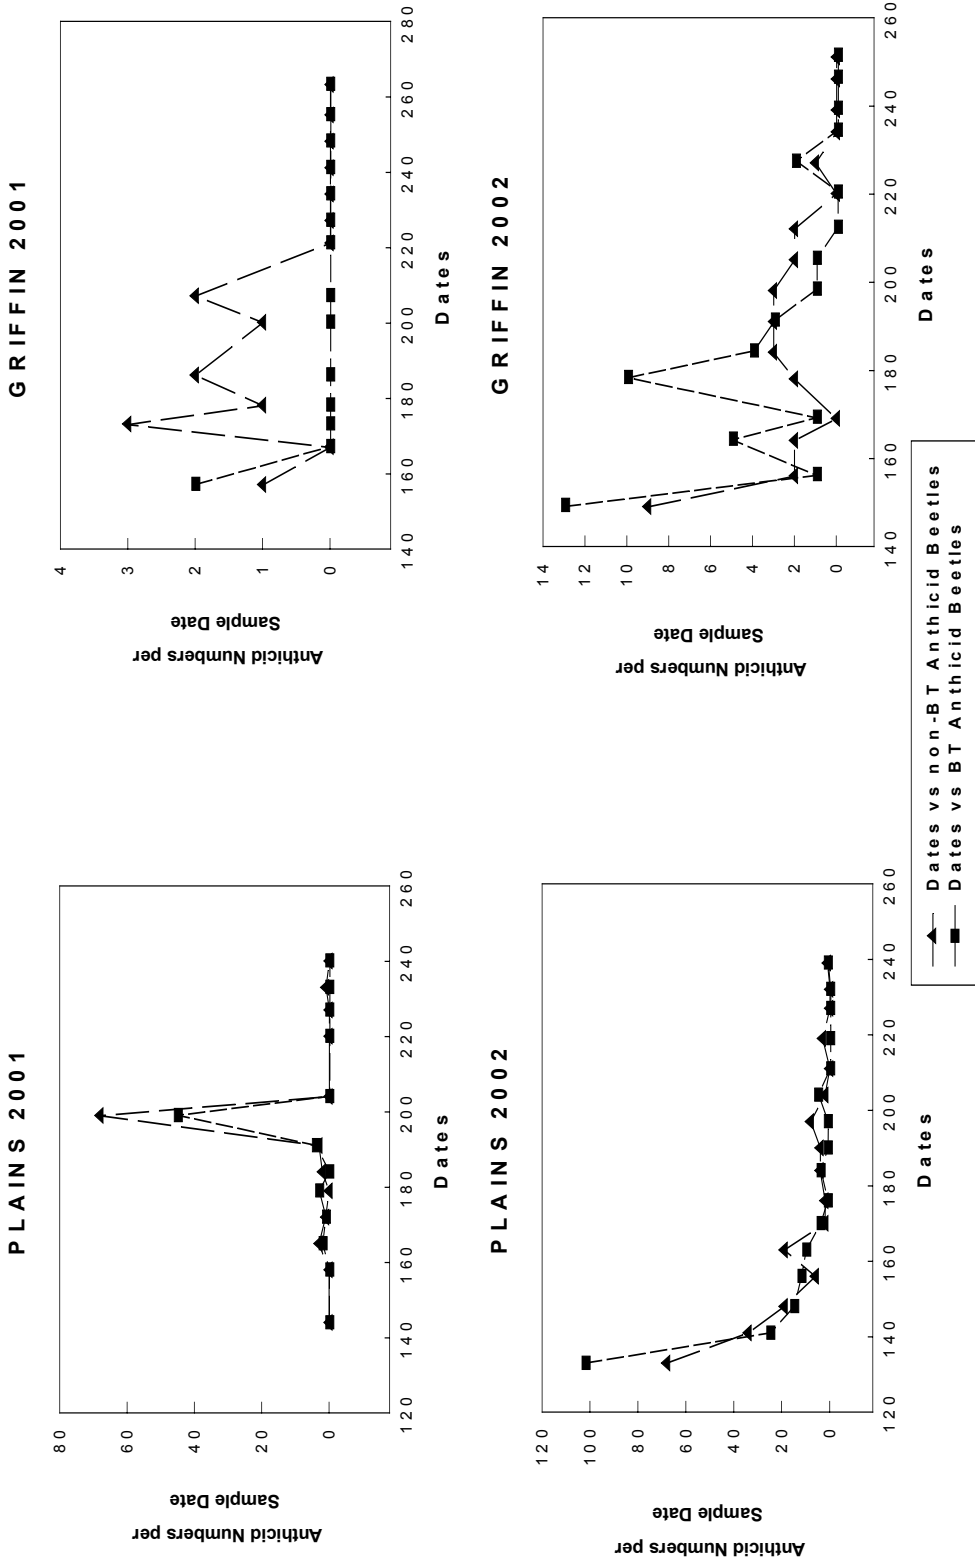 PLAINS 2001
Anthicid Numbers per
Sample Date
80
60
40
20
0
120 140 160 180 200 220 240 260
Dates
GRIFFIN 2001
Anthicid Numbers per
Sample Date
4
3
2
1
0
140 160 180 200 220 240 260 280
Dates
PLAINS 2002
Anthicid Numbers per
Sample Date
120
100
80
60
40
20
0
120 140 160 180 200 220 240 260
Dates
GRIFFIN 2002
Anthicid Numbers per
Sample Date
14
12
10
8
6
4
2
0
140 160 180 200 220 240 260
Dates
Dates vs non-BT Anthicid Beetles
Dates vs BT Anthicid Beetles